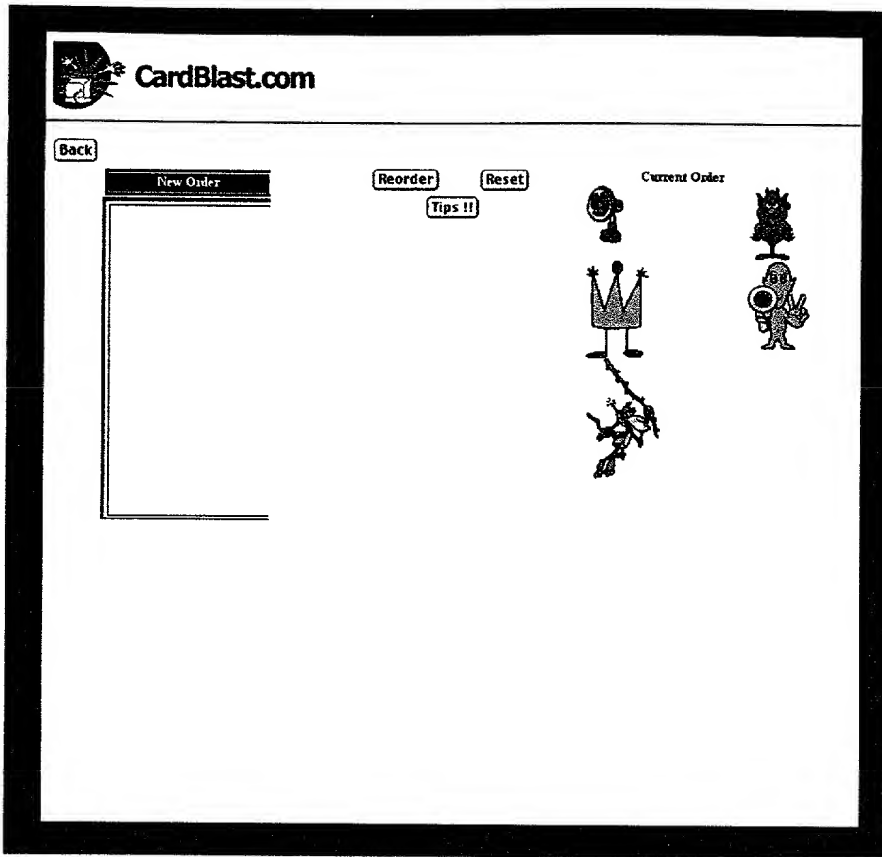 CardBlast.com
Back
New Order
Reorder
Reset
Current Order
Tips !!